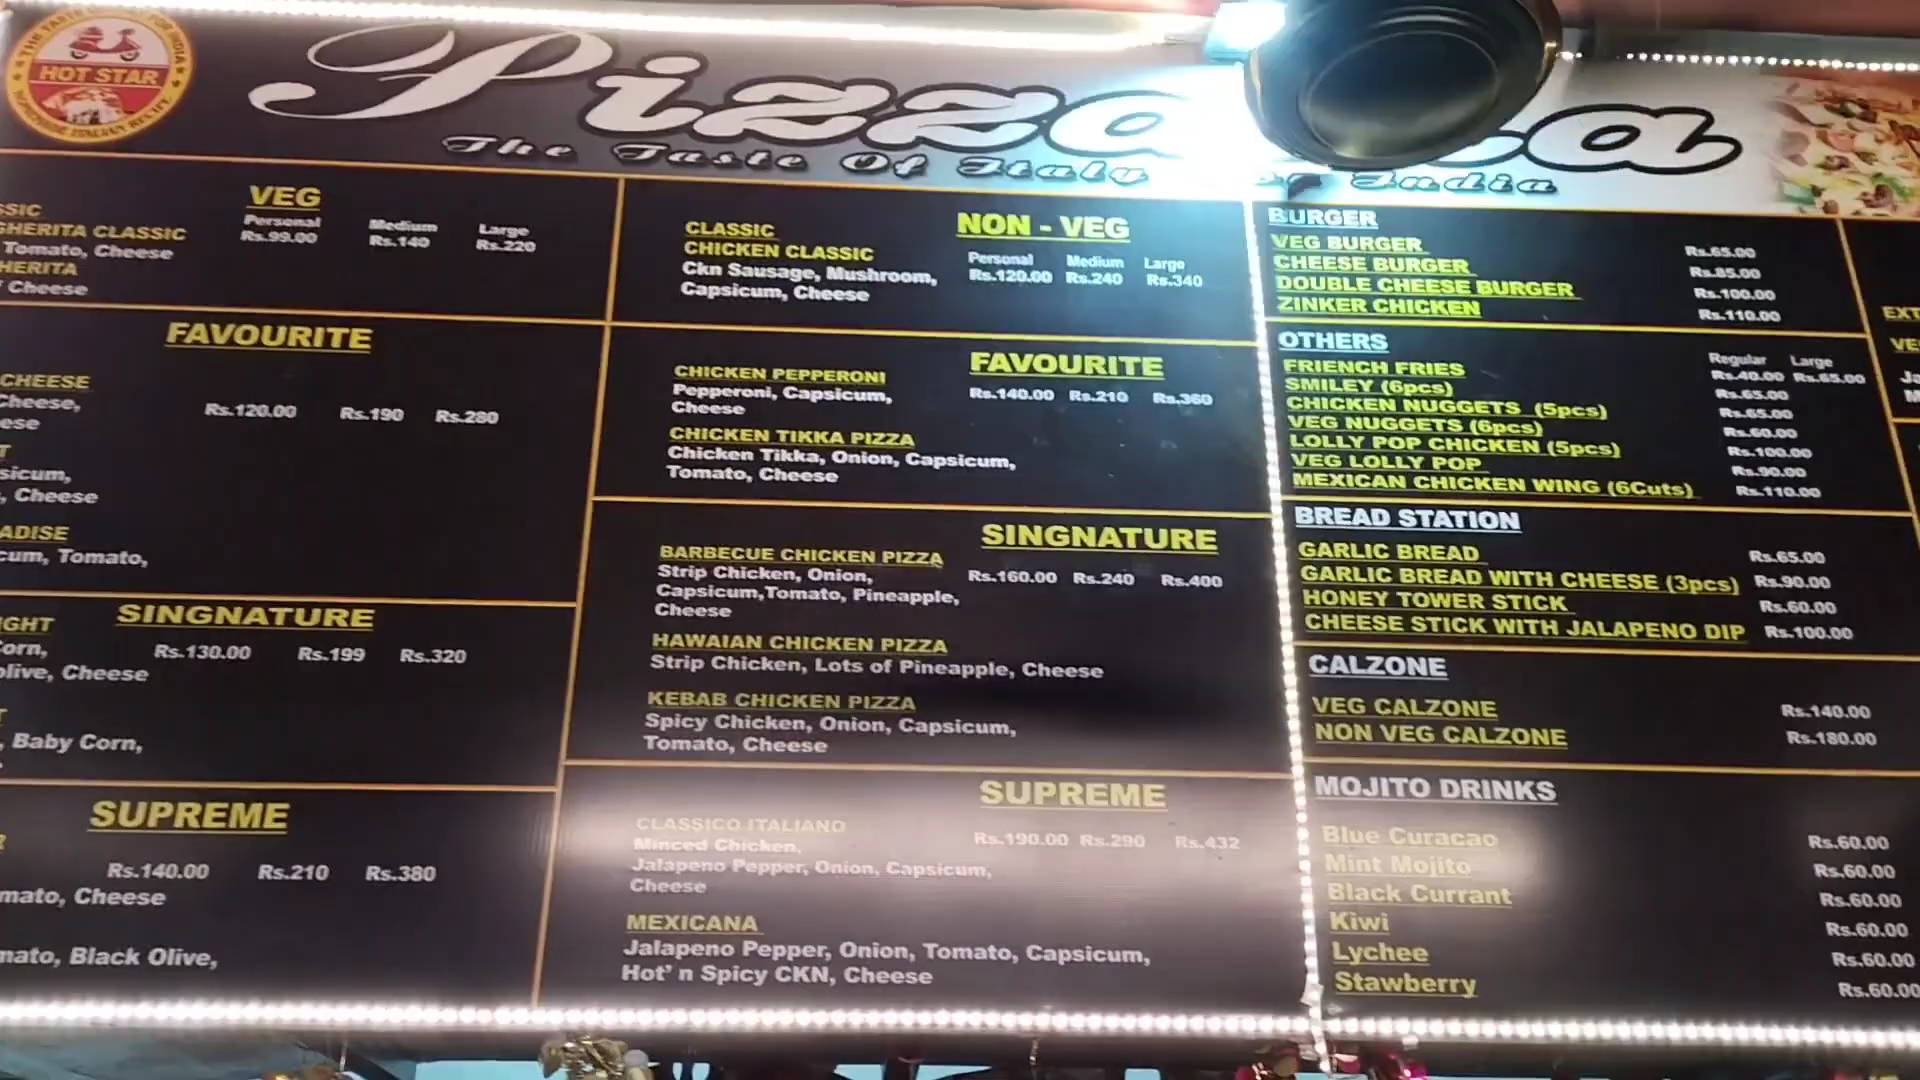 HOT STAR
The Taste Of Italy India
VEG
Personal Medium Large
Rs.99.00 Rs.140 Rs.220
CLASSIC
Tomato, Cheese
Cheese
FAVOURITE
CHEESE
Cheese,
Rs.120.00 Rs.190 Rs.280
Cheese
Tomato,
SINGNATURE
Rs.130.00 Rs.199 Rs.320
Cheese
Baby Corn,
SUPREME
Rs.140.00 Rs.210 Rs.380
Cheese
Black Olive,
NON - VEG
CLASSIC
CHICKEN CLASSIC
Personal Medium Large
Ckn Sausage, Mushroom, Rs.120.00 Rs.240 Rs.340
Capsicum, Cheese
FAVOURITE
CHICKEN PEPPERONI
Pepperoni, Capsicum, Rs.140.00 Rs.210 Rs.360
Cheese
CHICKEN TIKKA PIZZA
Chicken Tikka, Onion, Capsicum,
Tomato, Cheese
SINGNATURE
BARBECUE CHICKEN PIZZA
Strip Chicken, Onion, Rs.160.00 Rs.240 Rs.400
Capsicum,Tomato, Pineapple,
Cheese
HAWAIAN CHICKEN PIZZA
Strip Chicken, Lots of Pineapple, Cheese
KEBAB CHICKEN PIZZA
Spicy Chicken, Onion, Capsicum,
Tomato, Cheese
SUPREME
CLASSICO ITALIANO
Minced Chicken, Rs.190.00 Rs.290 Rs.432
Jalapeno Pepper, Onion, Capsicum,
Cheese
MEXICANA
Jalapeno Pepper, Onion, Tomato, Capsicum,
Hot' n Spicy CKN, Cheese
BURGER
VEG BURGER Rs.65.00
CHEESE BURGER Rs.85.00
DOUBLE CHEESE BURGER Rs.100.00
ZINKER CHICKEN Rs.110.00
OTHERS
Regular Large
FRIENCH FRIES Rs.40.00 Rs.65.00
SMILEY (6pcs) Rs.65.00
CHICKEN NUGGETS (5pcs) Rs.65.00
VEG NUGGETS (6pcs) Rs.60.00
LOLLY POP CHICKEN (5pcs) Rs.100.00
VEG LOLLY POP Rs.90.00
MEXICAN CHICKEN WING (6Cuts) Rs.110.00
BREAD STATION
GARLIC BREAD Rs.65.00
GARLIC BREAD WITH CHEESE (3pcs) Rs.90.00
HONEY TOWER STICK Rs.60.00
CHEESE STICK WITH JALAPENO DIP Rs.100.00
CALZONE
VEG CALZONE Rs.140.00
NON VEG CALZONE Rs.180.00
MOJITO DRINKS
Blue Curacao Rs.60.00
Mint Mojito Rs.60.00
Black Currant Rs.60.00
Kiwi Rs.60.00
Lychee Rs.60.00
Stawberry Rs.60.00